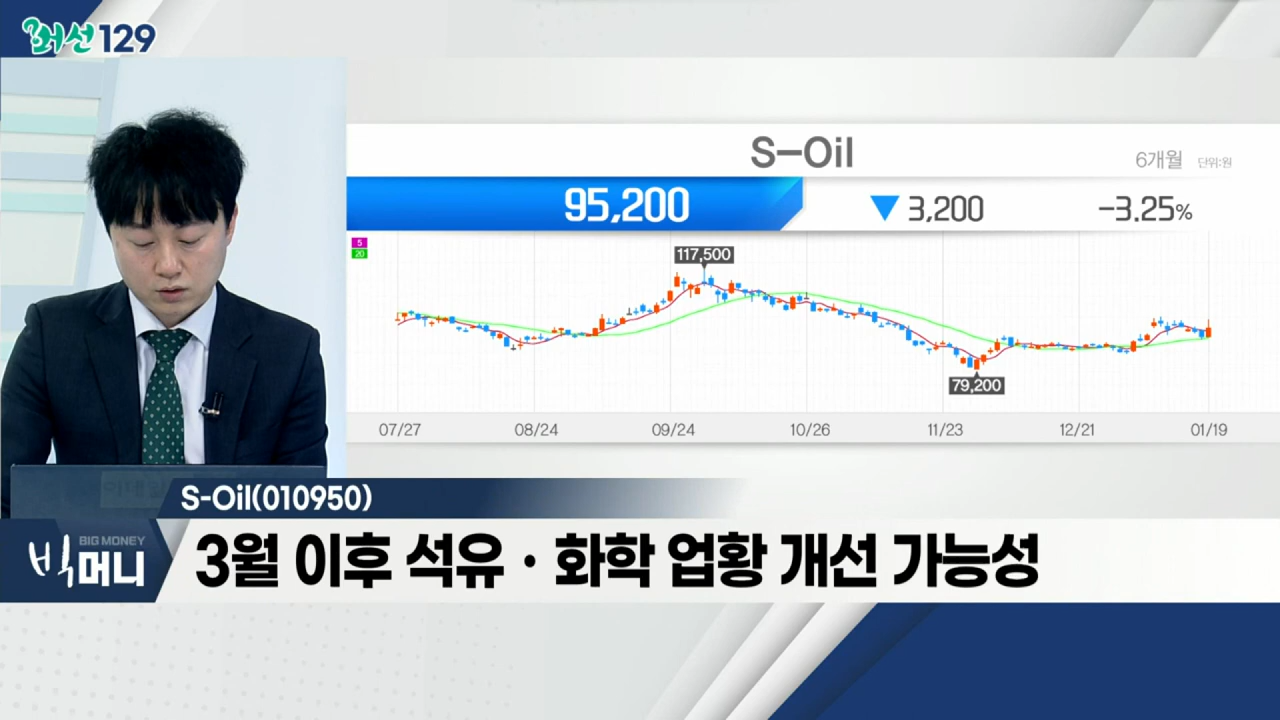 머선129
S-Oil
6개월 단위:원
95,200 ▼3,200 -3.25%
5
20
117,500
79,200
07/27 08/24 09/24 10/26 11/23 12/21 01/19
S-Oil(010950)
BIG MONEY
빅머니
3월 이후 석유·화학 업황 개선 가능성